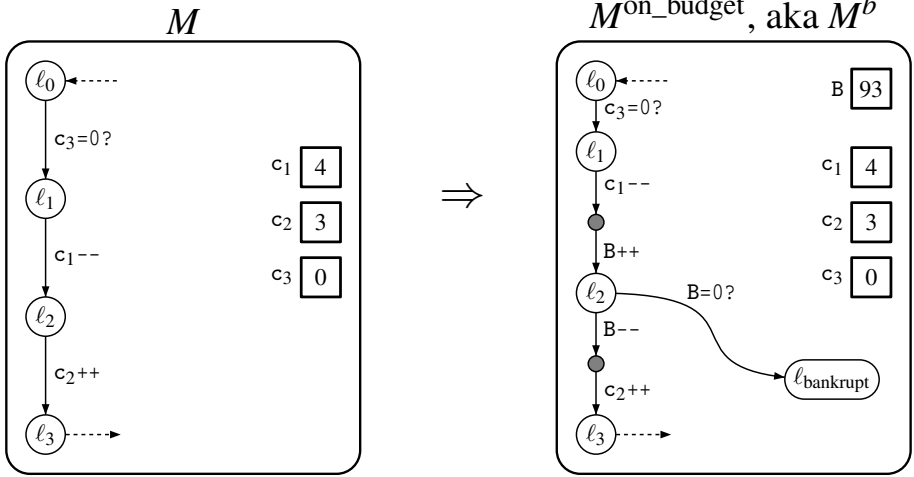 M
ℓ0
c3=0?
ℓ1
c1--
ℓ2
c2++
ℓ3
c1 4
c2 3
c3 0
⇒
M^on_budget, aka M^b
ℓ0
B 93
c3=0?
ℓ1
c1--
B++
ℓ2
B=0?
B--
ℓbankrupt
c2++
ℓ3
c1 4
c2 3
c3 0